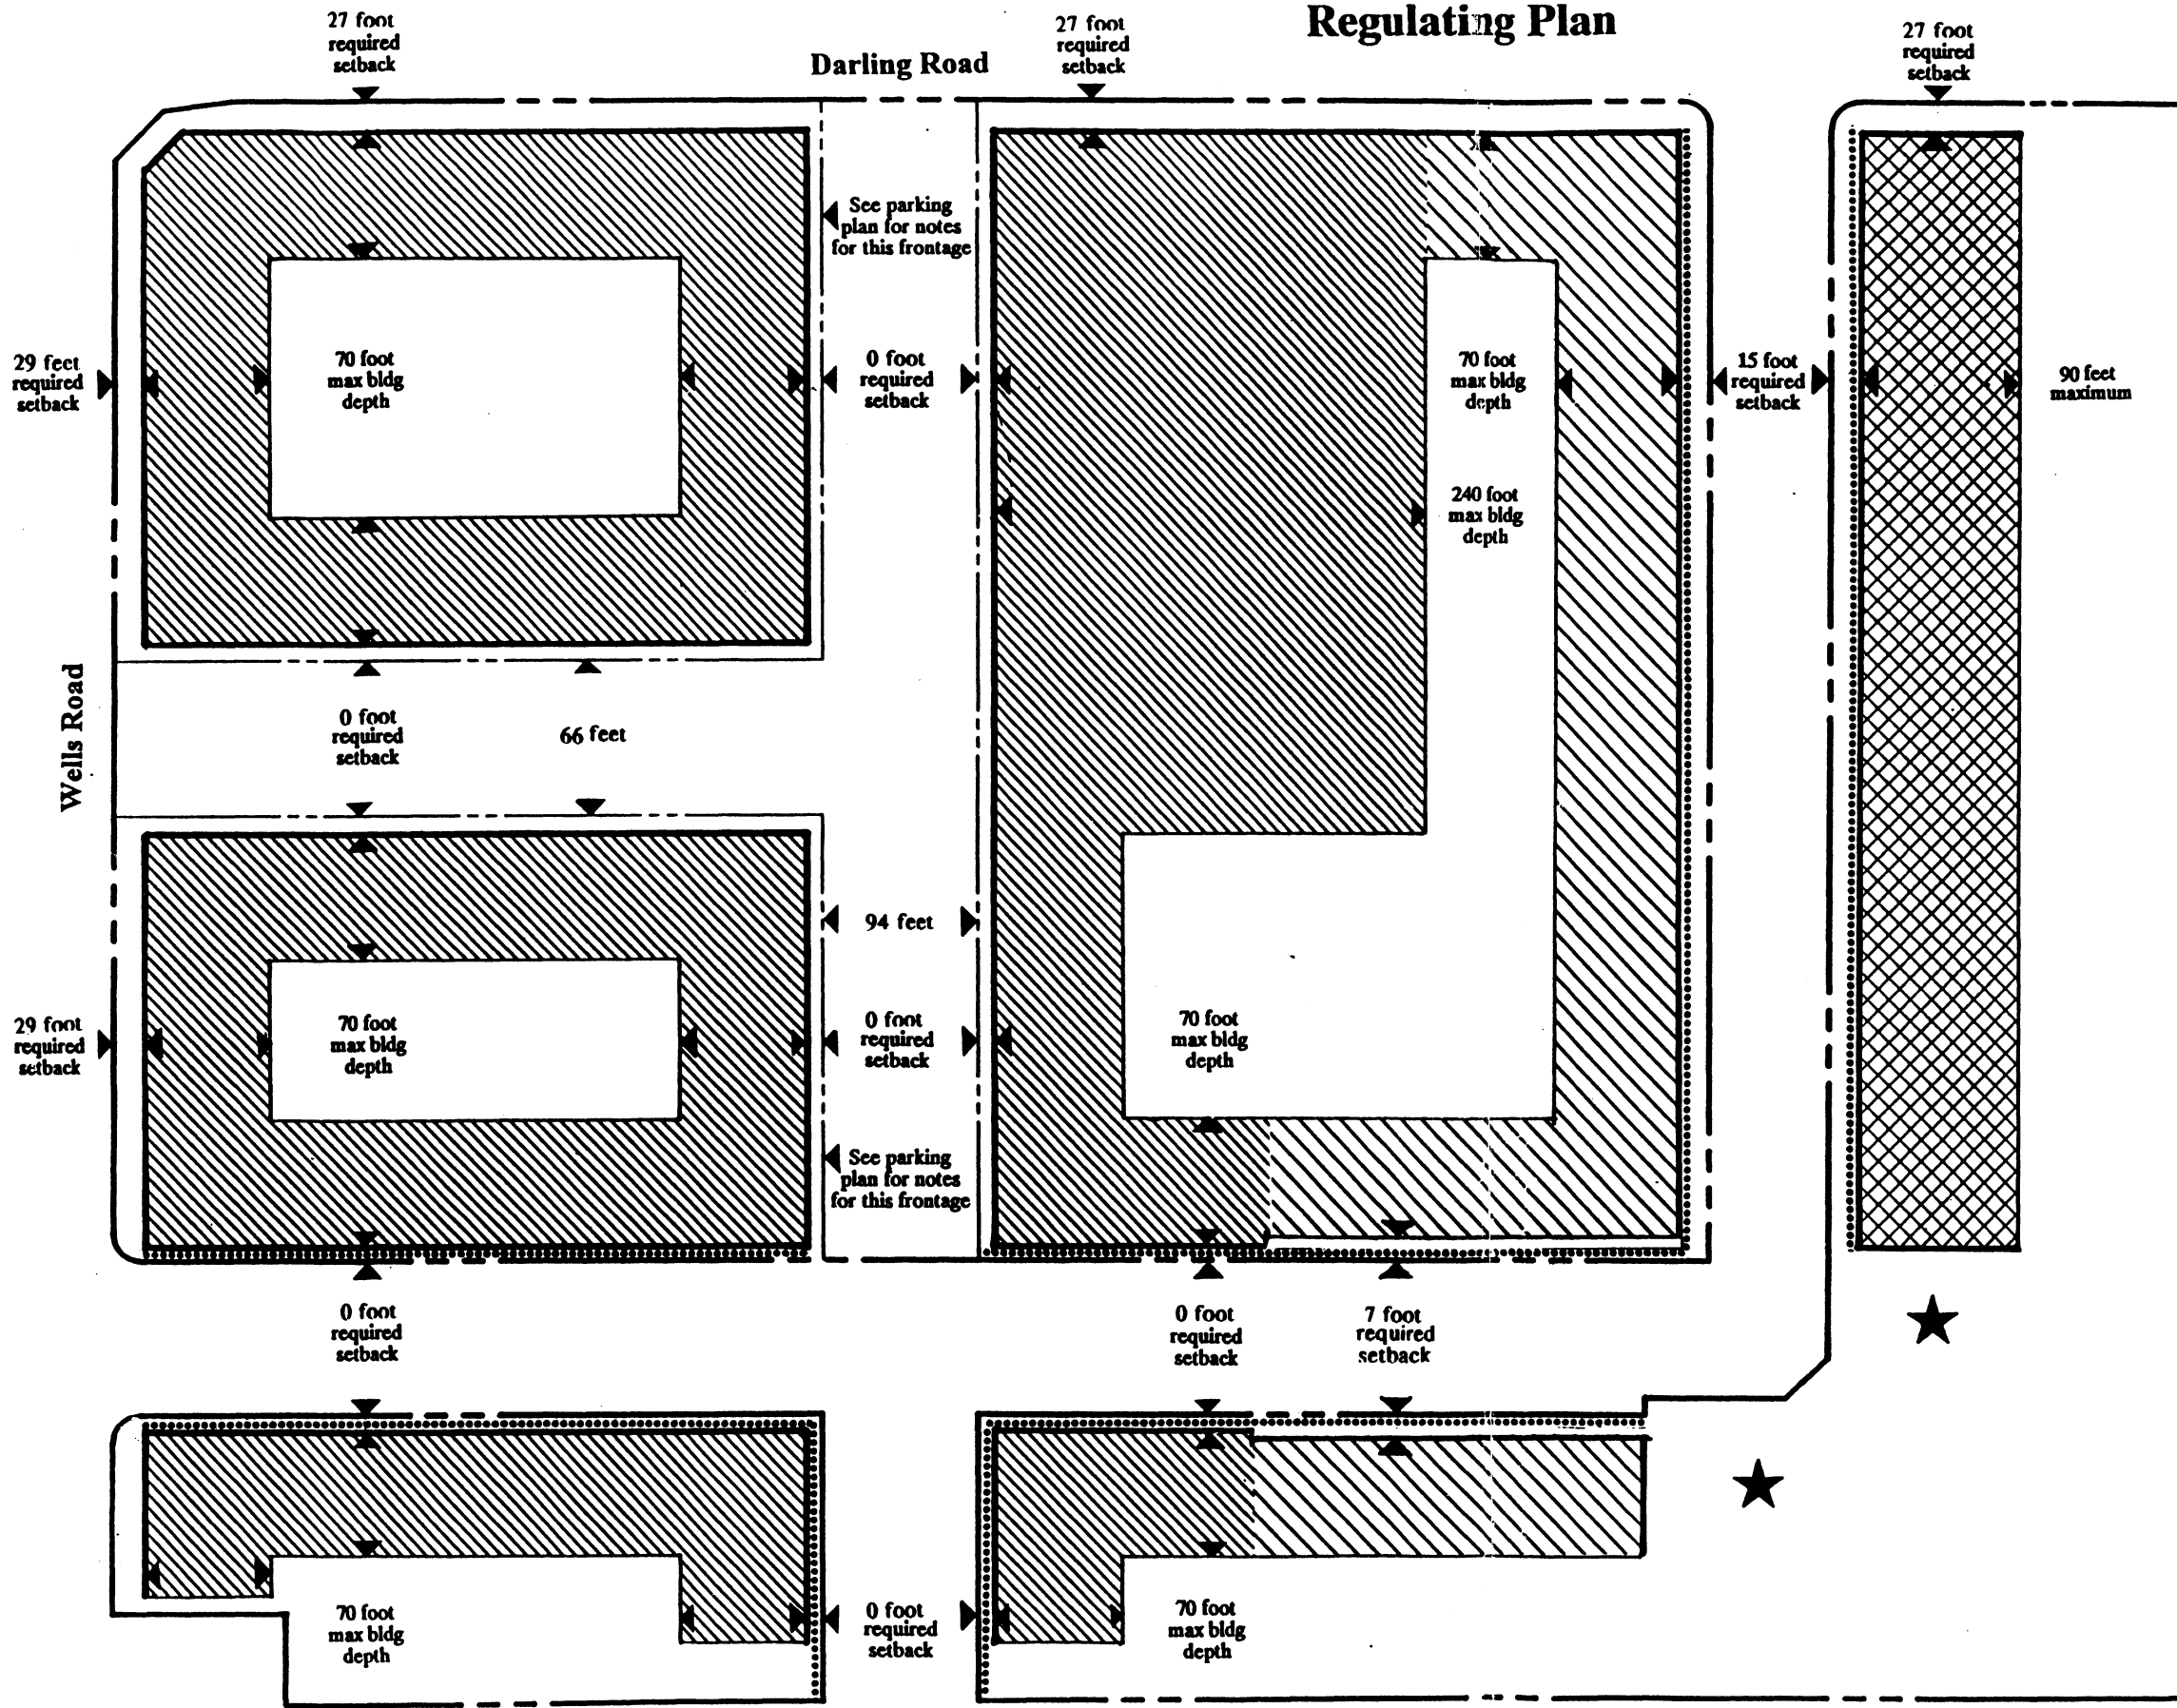 Regulating Plan
27 foot
required
setback
Darling Road
27 foot
required
setback
27 foot
required
setback
See parking
plan for notes
for this frontage
29 feet
required
setback
70 foot
max bldg
depth
0 foot
required
setback
70 foot
max bldg
depth
15 foot
required
setback
90 feet
maximum
240 foot
max bldg
depth
Wells Road
0 foot
required
setback
66 feet
94 feet
29 foot
required
setback
70 foot
max bldg
depth
0 foot
required
setback
70 foot
max bldg
depth
See parking
plan for notes
for this frontage
0 foot
required
setback
0 foot
required
setback
7 foot
required
setback
70 foot
max bldg
depth
0 foot
required
setback
70 foot
max bldg
depth